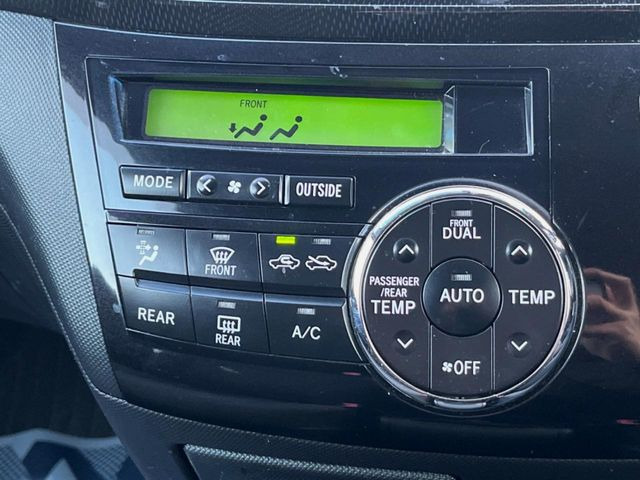 FRONT
MODE
OUTSIDE
FRONT
DUAL
FRONT
PASSENGER
/REAR
TEMP
AUTO
TEMP
REAR
REAR
A/C
OFF